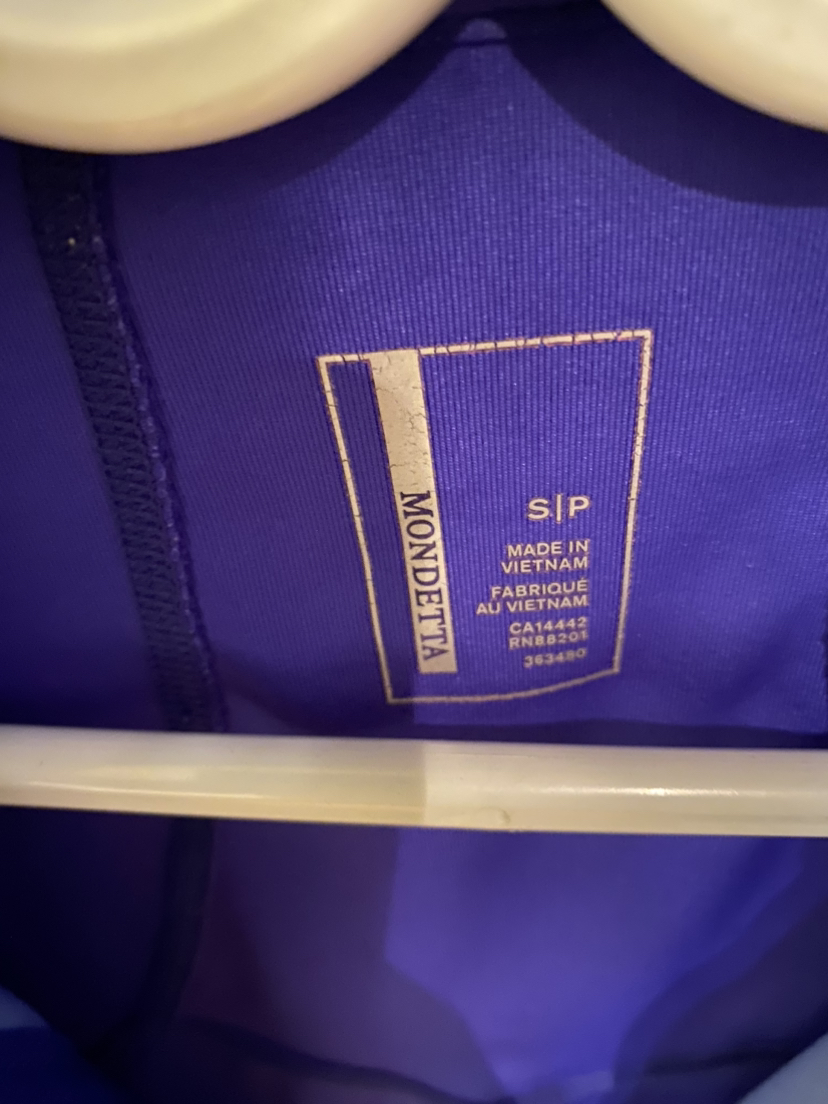 MONDETTA
S|P
MADE IN
VIETNAM
FABRIQUÉ
AU VIETNAM
CA14442
RN88201
363480